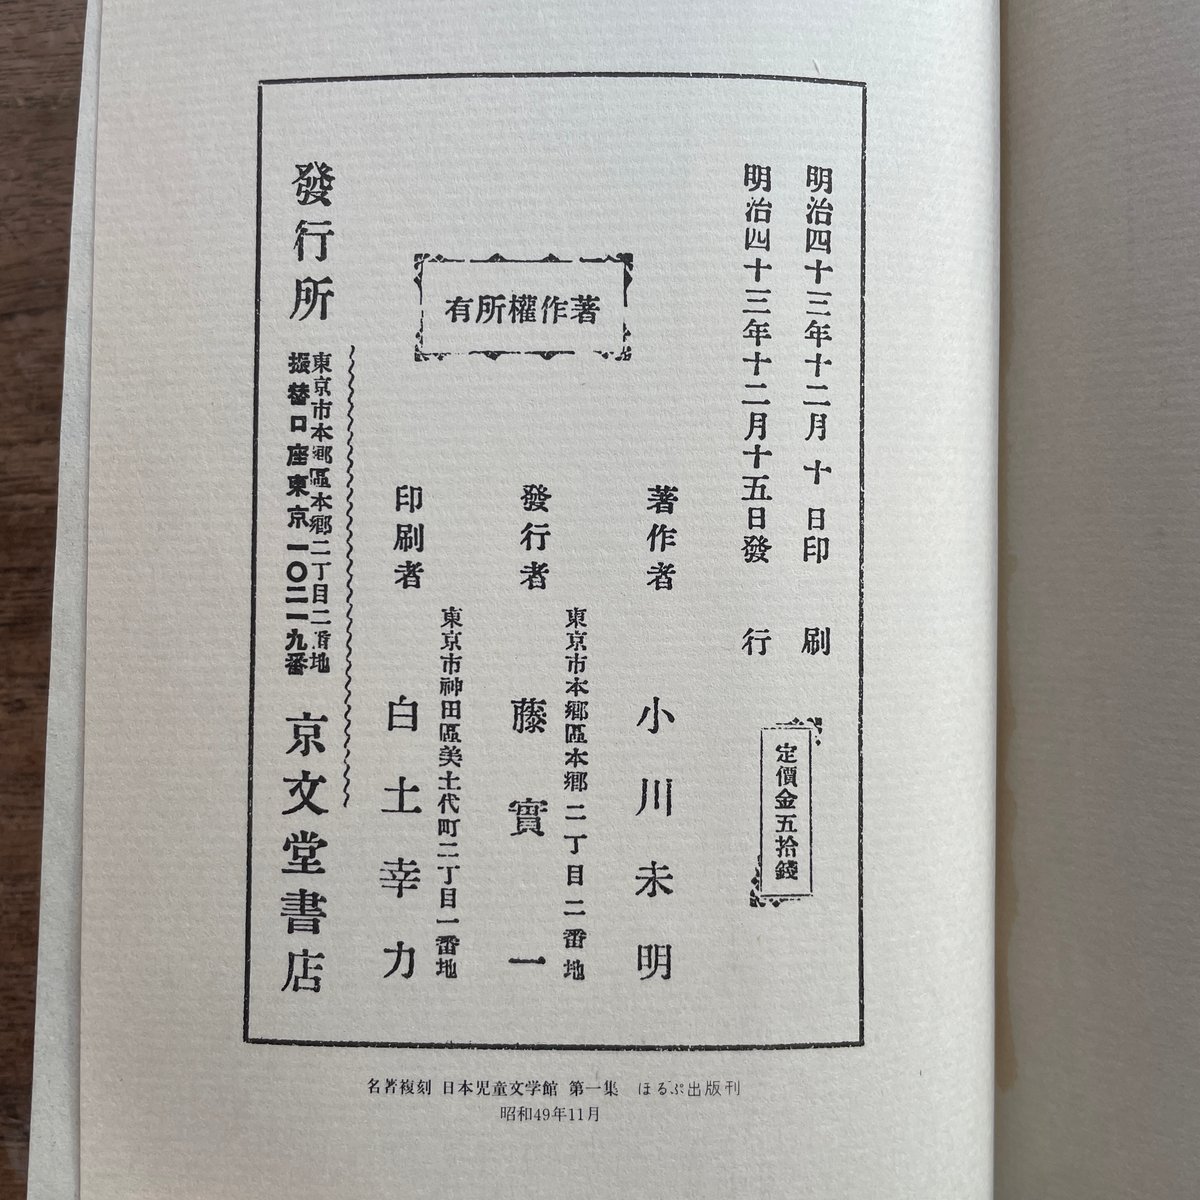 明治四十三年十二月十日印刷
明治四十三年十二月十五日發行
定價金五拾錢
著作權所有
著作者 小川未明
東京市本鄕區本鄕二丁目二番地
發行者 藤實一
東京市神田區美土代町二丁目一番地
印刷者 白土幸力
發行所
東京市本鄕區本鄕二丁目二番地
振替口座東京一〇二一九番
京文堂書店
名著複刻 日本児童文学館 第一集 ほるぷ出版刊
昭和49年11月